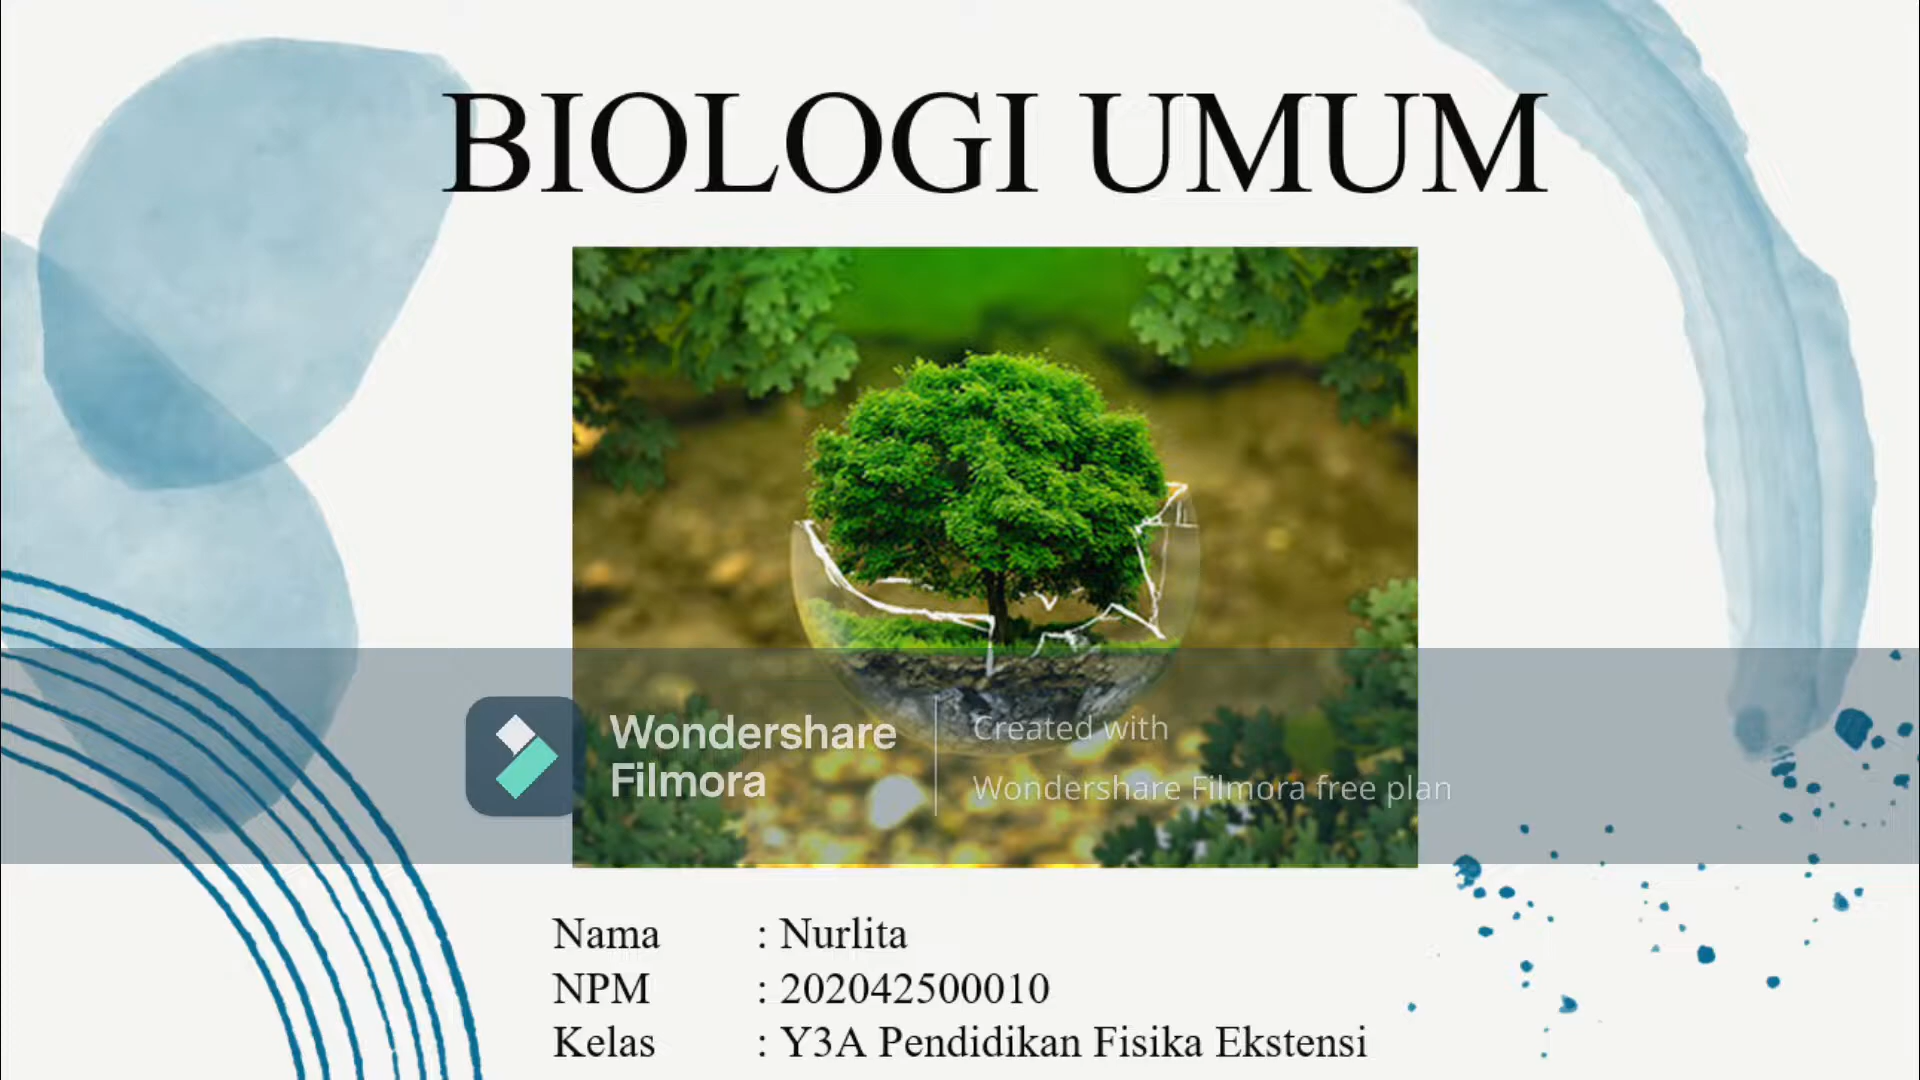 BIOLOGI UMUM
Wondershare
Filmora
Created with
Wondershare Filmora free plan
Nama : Nurlita
NPM : 202042500010
Kelas : Y3A Pendidikan Fisika Ekstensi